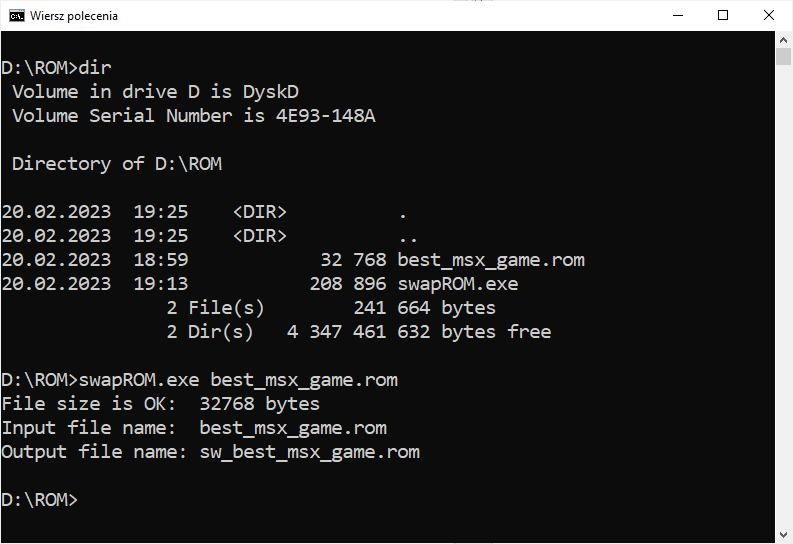 Wiersz polecenia
D:\ROM>dir
Volume in drive D is DyskD
Volume Serial Number is 4E93-148A
Directory of D:\ROM
20.02.2023  19:25    <DIR>          .
20.02.2023  19:25    <DIR>          ..
20.02.2023  18:59            32 768 best_msx_game.rom
20.02.2023  19:13           208 896 swapROM.exe
2 File(s)        241 664 bytes
2 Dir(s)   4 347 461 632 bytes free
D:\ROM>swapROM.exe best_msx_game.rom
File size is OK:  32768 bytes
Input file name:  best_msx_game.rom
Output file name: sw_best_msx_game.rom
D:\ROM>